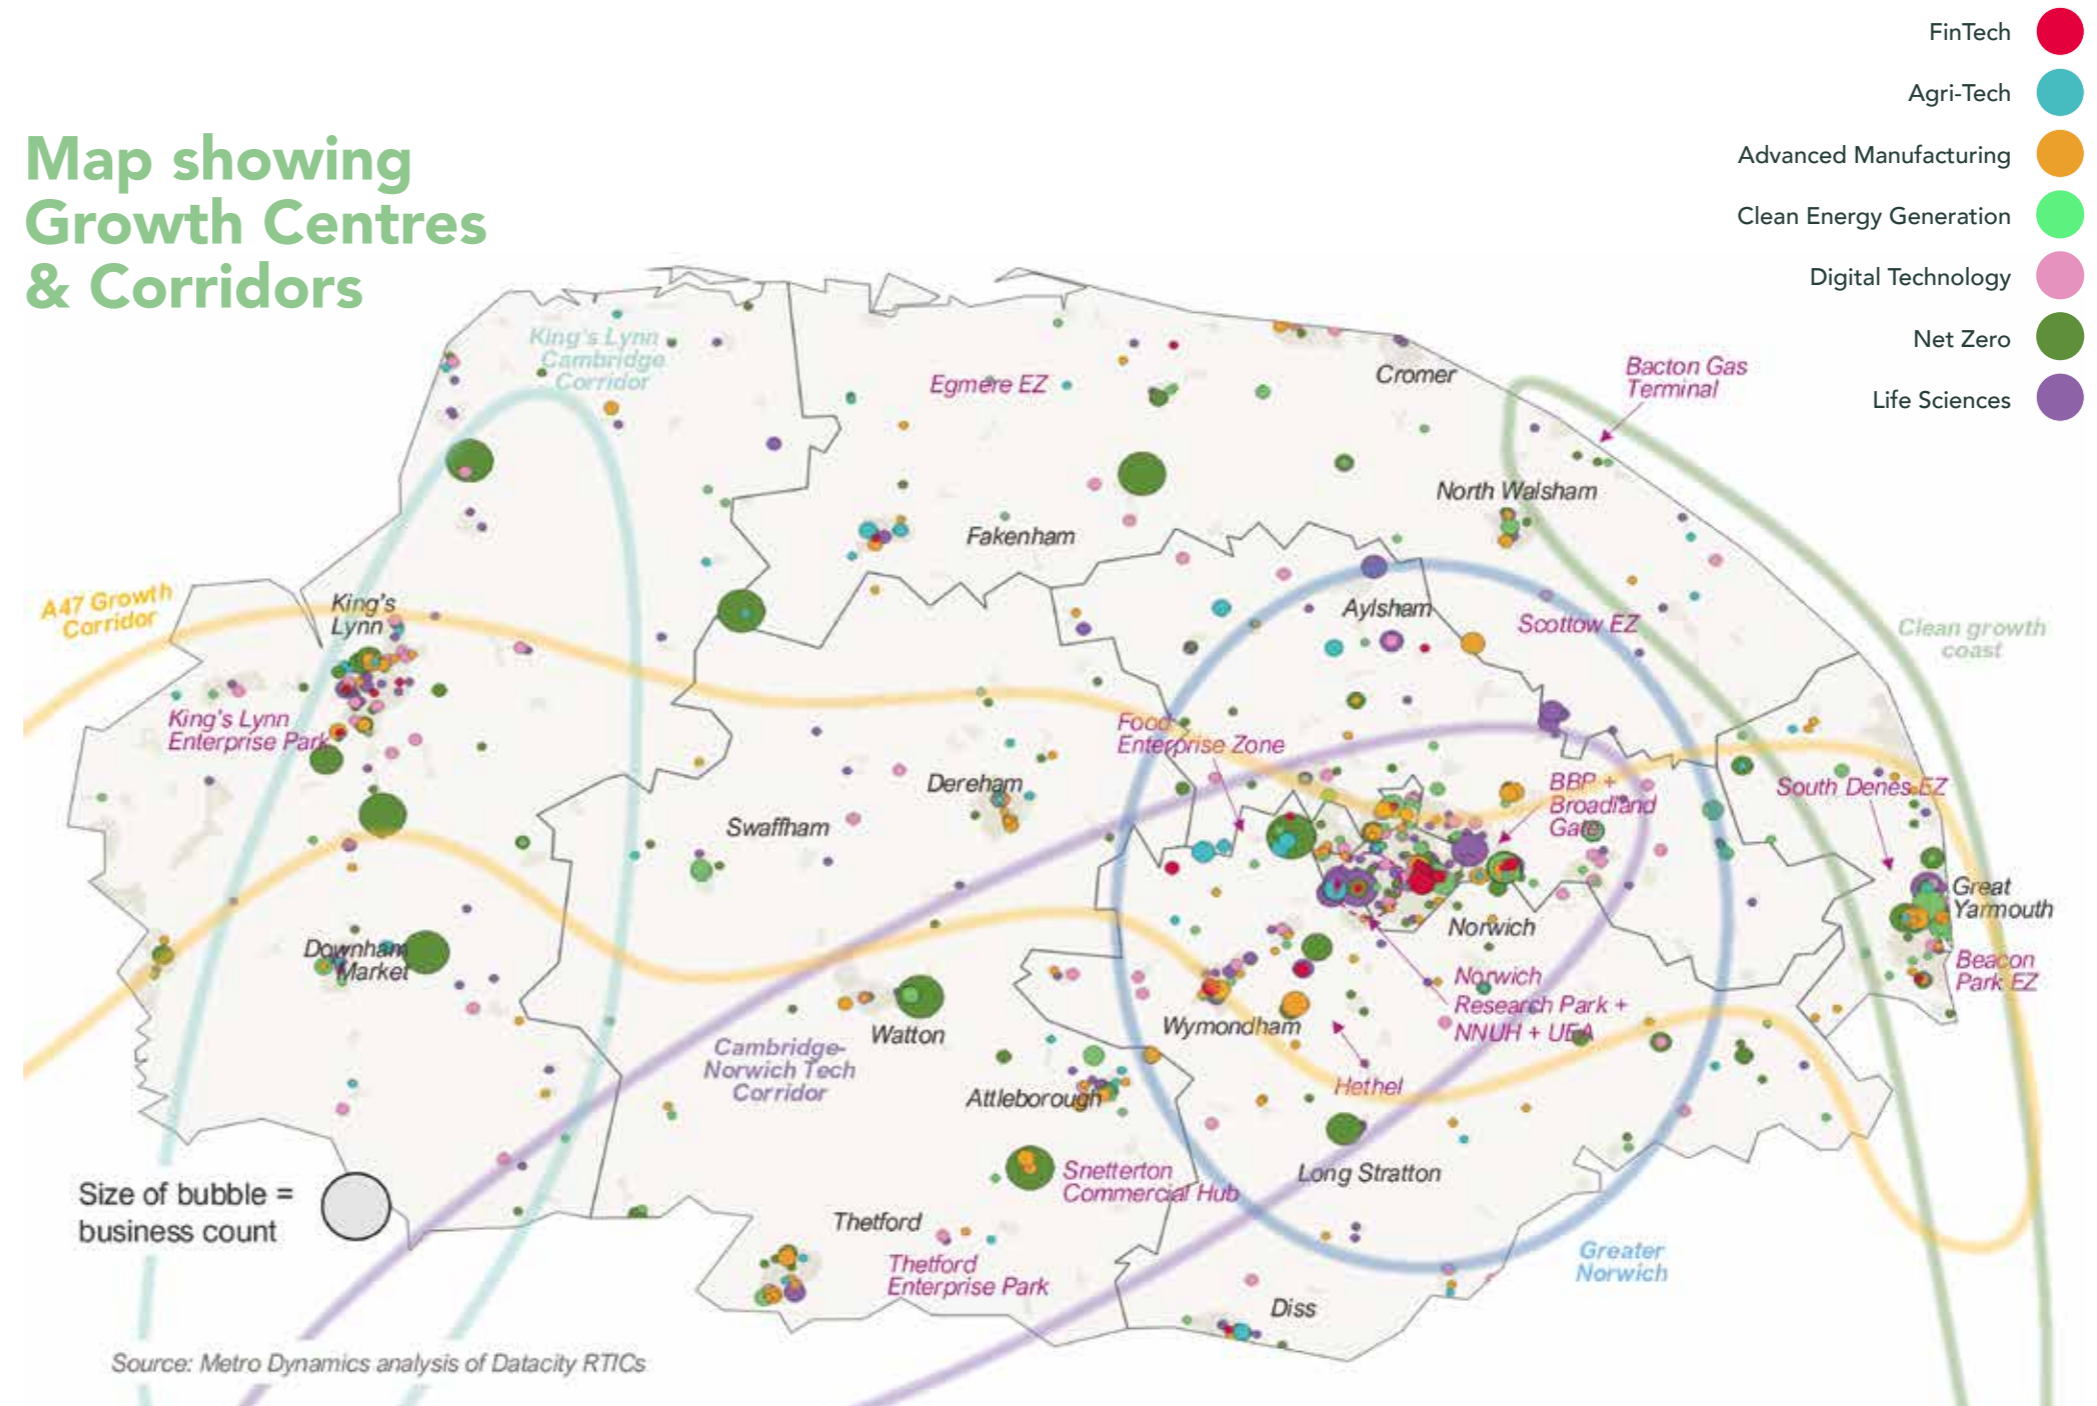 FinTech
Agri-Tech
Advanced Manufacturing
Clean Energy Generation
Digital Technology
Net Zero
Life Sciences
Map showing
Growth Centres
& Corridors
King's Lynn
Cambridge
Corridor
Egmere EZ
Cromer
Bacton Gas
Terminal
North Walsham
Fakenham
A47 Growth
Corridor
King's
Lynn
Aylsham
Scottow EZ
Clean growth
coast
King's Lynn
Enterprise Park
Food
Enterprise Zone
Dereham
BBP +
Broadland
Gate
South Denes EZ
Swaffham
Great
Yarmouth
Norwich
Downham
Market
Beacon
Park EZ
Norwich
Research Park +
NNUH + UEA
Wymondham
Watton
Cambridge-
Norwich Tech
Corridor
Attleborough
Hethel
Snetterton
Commercial Hub
Long Stratton
Size of bubble =
business count
Thetford
Thetford
Enterprise Park
Greater
Norwich
Diss
Source: Metro Dynamics analysis of Datacity RTICs